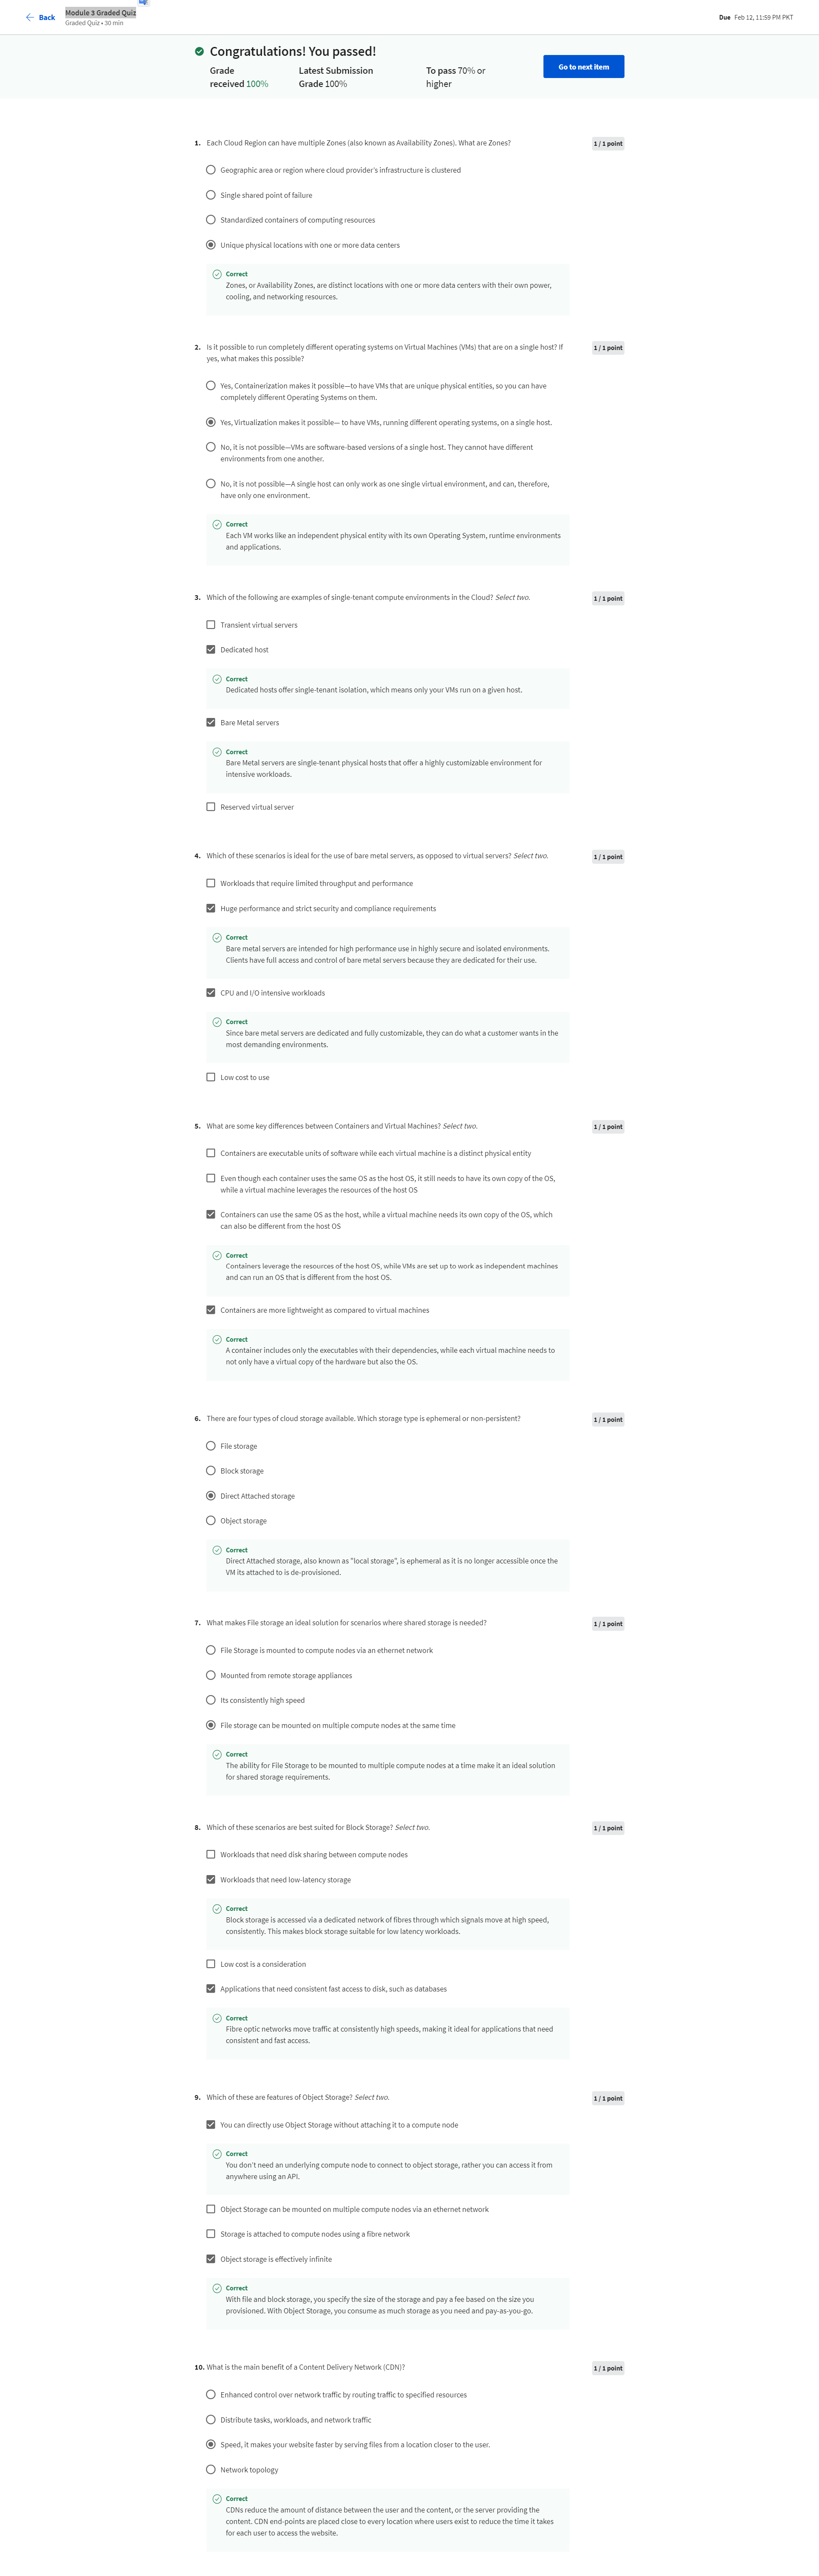 Back
Module 3 Graded Quiz
Graded Quiz • 30 min
Due Feb 12, 11:59 PM PKT
Congratulations! You passed!
Grade
received 100%
Latest Submission
Grade 100%
To pass 70% or
higher
Go to next item
1. Each Cloud Region can have multiple Zones (also known as Availability Zones). What are Zones?
1 / 1 point
Geographic area or region where cloud provider's infrastructure is clustered
Single shared point of failure
Standardized containers of computing resources
Unique physical locations with one or more data centers
Correct
Zones, or Availability Zones, are distinct locations with one or more data centers with their own power,
cooling, and networking resources.
2. Is it possible to run completely different operating systems on Virtual Machines (VMs) that are on a single host? If
yes, what makes this possible?
1 / 1 point
Yes, Containerization makes it possible—to have VMs that are unique physical entities, so you can have
completely different Operating Systems on them.
Yes, Virtualization makes it possible— to have VMs, running different operating systems, on a single host.
No, it is not possible—VMs are software-based versions of a single host. They cannot have different
environments from one another.
No, it is not possible—A single host can only work as one single virtual environment, and can, therefore,
have only one environment.
Correct
Each VM works like an independent physical entity with its own Operating System, runtime environments
and applications.
3. Which of the following are examples of single-tenant compute environments in the Cloud? Select two.
1 / 1 point
Transient virtual servers
Dedicated host
Correct
Dedicated hosts offer single-tenant isolation, which means only your VMs run on a given host.
Bare Metal servers
Correct
Bare Metal servers are single-tenant physical hosts that offer a highly customizable environment for
intensive workloads.
Reserved virtual server
4. Which of these scenarios is ideal for the use of bare metal servers, as opposed to virtual servers? Select two.
1 / 1 point
Workloads that require limited throughput and performance
Huge performance and strict security and compliance requirements
Correct
Bare metal servers are intended for high performance use in highly secure and isolated environments.
Clients have full access and control of bare metal servers because they are dedicated for their use.
CPU and I/O intensive workloads
Correct
Since bare metal servers are dedicated and fully customizable, they can do what a customer wants in the
most demanding environments.
Low cost to use
5. What are some key differences between Containers and Virtual Machines? Select two.
1 / 1 point
Containers are executable units of software while each virtual machine is a distinct physical entity
Even though each container uses the same OS as the host OS, it still needs to have its own copy of the OS,
while a virtual machine leverages the resources of the host OS
Containers can use the same OS as the host, while a virtual machine needs its own copy of the OS, which
can also be different from the host OS
Correct
Containers leverage the resources of the host OS, while VMs are set up to work as independent machines
and can run an OS that is different from the host OS.
Containers are more lightweight as compared to virtual machines
Correct
A container includes only the executables with their dependencies, while each virtual machine needs to
not only have a virtual copy of the hardware but also the OS.
6. There are four types of cloud storage available. Which storage type is ephemeral or non-persistent?
1 / 1 point
File storage
Block storage
Direct Attached storage
Object storage
Correct
Direct Attached storage, also known as "local storage", is ephemeral as it is no longer accessible once the
VM its attached to is de-provisioned.
7. What makes File storage an ideal solution for scenarios where shared storage is needed?
1 / 1 point
File Storage is mounted to compute nodes via an ethernet network
Mounted from remote storage appliances
Its consistently high speed
File storage can be mounted on multiple compute nodes at the same time
Correct
The ability for File Storage to be mounted to multiple compute nodes at a time make it an ideal solution
for shared storage requirements.
8. Which of these scenarios are best suited for Block Storage? Select two.
1 / 1 point
Workloads that need disk sharing between compute nodes
Workloads that need low-latency storage
Correct
Block storage is accessed via a dedicated network of fibres through which signals move at high speed,
consistently. This makes block storage suitable for low latency workloads.
Low cost is a consideration
Applications that need consistent fast access to disk, such as databases
Correct
Fibre optic networks move traffic at consistently high speeds, making it ideal for applications that need
consistent and fast access.
9. Which of these are features of Object Storage? Select two.
1 / 1 point
You can directly use Object Storage without attaching it to a compute node
Correct
You don't need an underlying compute node to connect to object storage, rather you can access it from
anywhere using an API.
Object Storage can be mounted on multiple compute nodes via an ethernet network
Storage is attached to compute nodes using a fibre network
Object storage is effectively infinite
Correct
With file and block storage, you specify the size of the storage and pay a fee based on the size you
provisioned. With Object Storage, you consume as much storage as you need and pay-as-you-go.
10. What is the main benefit of a Content Delivery Network (CDN)?
1 / 1 point
Enhanced control over network traffic by routing traffic to specified resources
Distribute tasks, workloads, and network traffic
Speed, it makes your website faster by serving files from a location closer to the user.
Network topology
Correct
CDNs reduce the amount of distance between the user and the content, or the server providing the
content. CDN end-points are placed close to every location where users exist to reduce the time it takes
for each user to access the website.